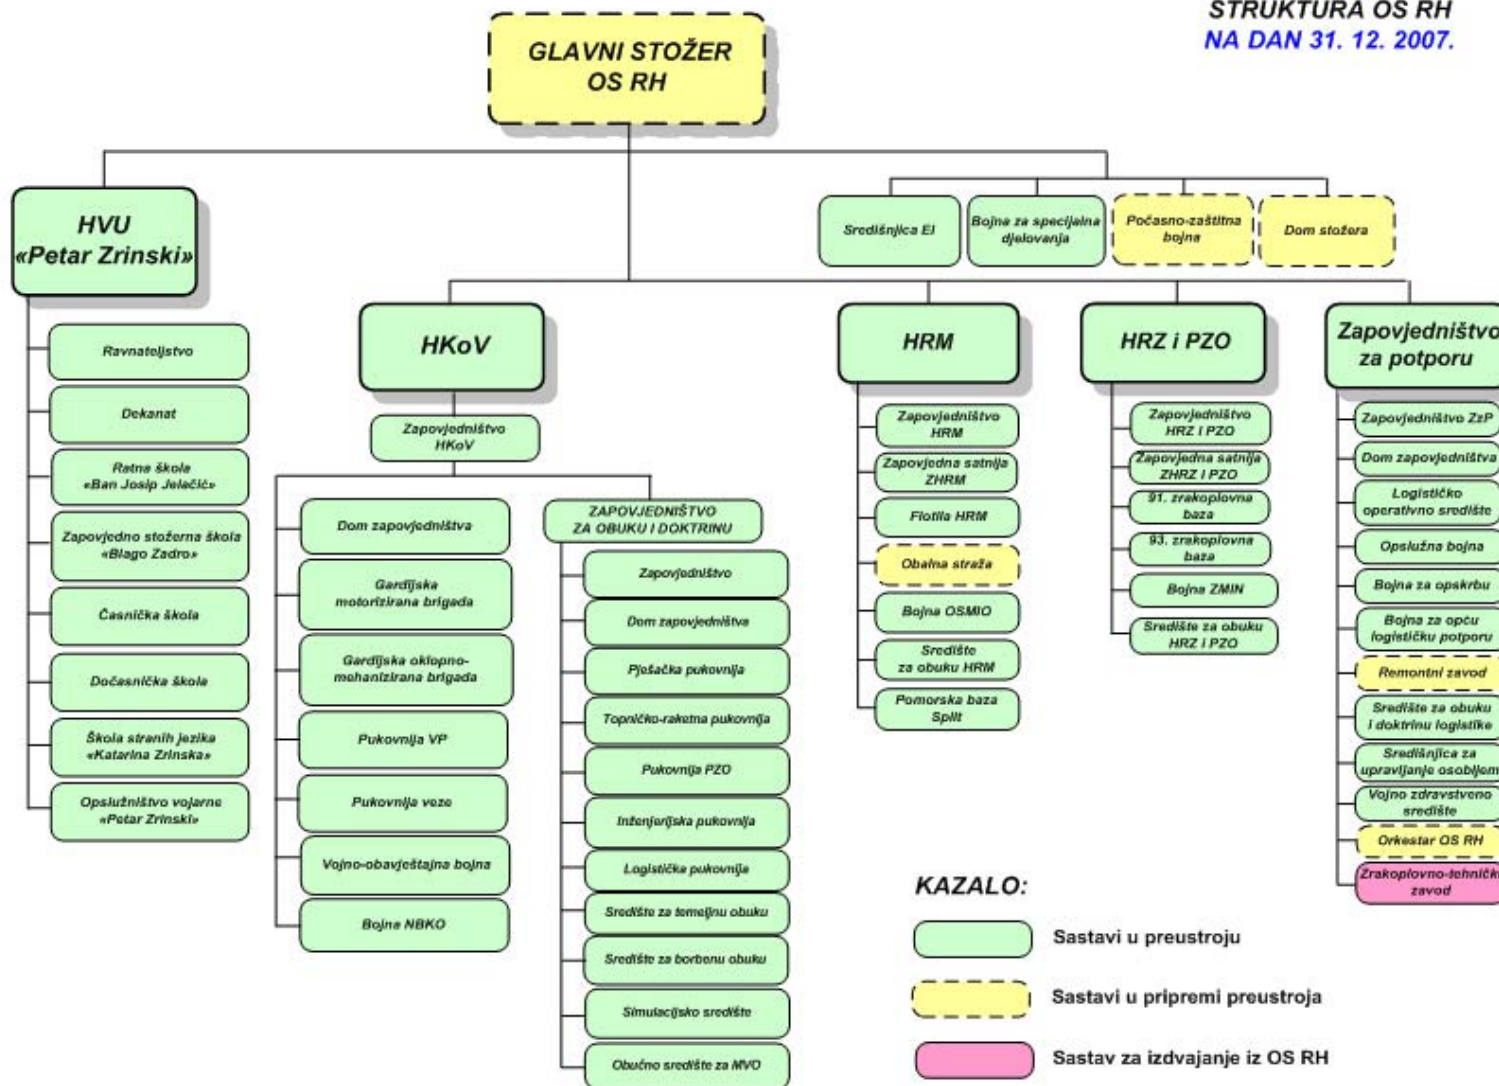 STRUKTURA OS RH
NA DAN 31. 12. 2007.
GLAVNI STOŽER
OS RH
HVU
«Petar Zrinski»
Ravnateljstvo
Dekanat
Ratna škola
«Ban Josip Jelačić»
Zapovjedno stožerna škola
«Blago Zadro»
Časnička škola
Dočasnička škola
Škola stranih jezika
«Katarina Zrinska»
Opslužništvo vojarne
«Petar Zrinski»
Središnjica EI
Bojna za specijalna
djelovanja
Počasno-zaštitna
bojna
Dom stožera
HKoV
Zapovjedništvo
HKoV
Dom zapovjedništva
Gardijska
motorizirana brigada
Gardijska oklopno-
mehanizirana brigada
Pukovnija VP
Pukovnija veze
Vojno-obavještajna bojna
Bojna NBKO
ZAPOVJEDNIŠTVO
ZA OBUKU I DOKTRINU
Zapovjedništvo
Dom zapovjedništva
Pješačka pukovnija
Topničko-raketna pukovnija
Pukovnija PZO
Inženjerijska pukovnija
Logistička pukovnija
Središte za temeljnu obuku
Središte za borbenu obuku
Simulacijsko središte
Obučno središte za MVO
HRM
Zapovjedništvo
HRM
Zapovjedna satnija
ZHRM
Flotila HRM
Obalna straža
Bojna OSMIO
Središte
za obuku HRM
Pomorska baza
Split
HRZ i PZO
Zapovjedništvo
HRZ I PZO
Zapovjedna satnija
ZHRZ I PZO
91. zrakoplovna
baza
93. zrakoplovna
baza
Bojna ZMIN
Središte za obuku
HRZ I PZO
Zapovjedništvo
za potporu
Zapovjedništvo ZzP
Dom zapovjedništva
Logističko
operativno središte
Opslužna bojna
Bojna za opskrbu
Bojna za opću
logističku potporu
Remontni zavod
Središte za obuku
i doktrinu logistike
Središnjica za
upravljanje osobljem
Vojno zdravstveno
središte
Orkestar OS RH
Zrakoplovno-tehnički
zavod
KAZALO:
Sastavi u preustroju
Sastavi u pripremi preustroja
Sastav za izdvajanje iz OS RH